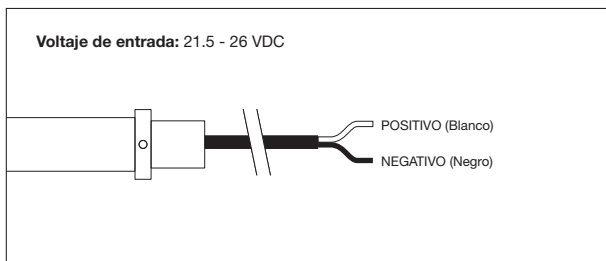 Voltaje de entrada: 21.5 - 26 VDC
POSITIVO (Blanco)
NEGATIVO (Negro)